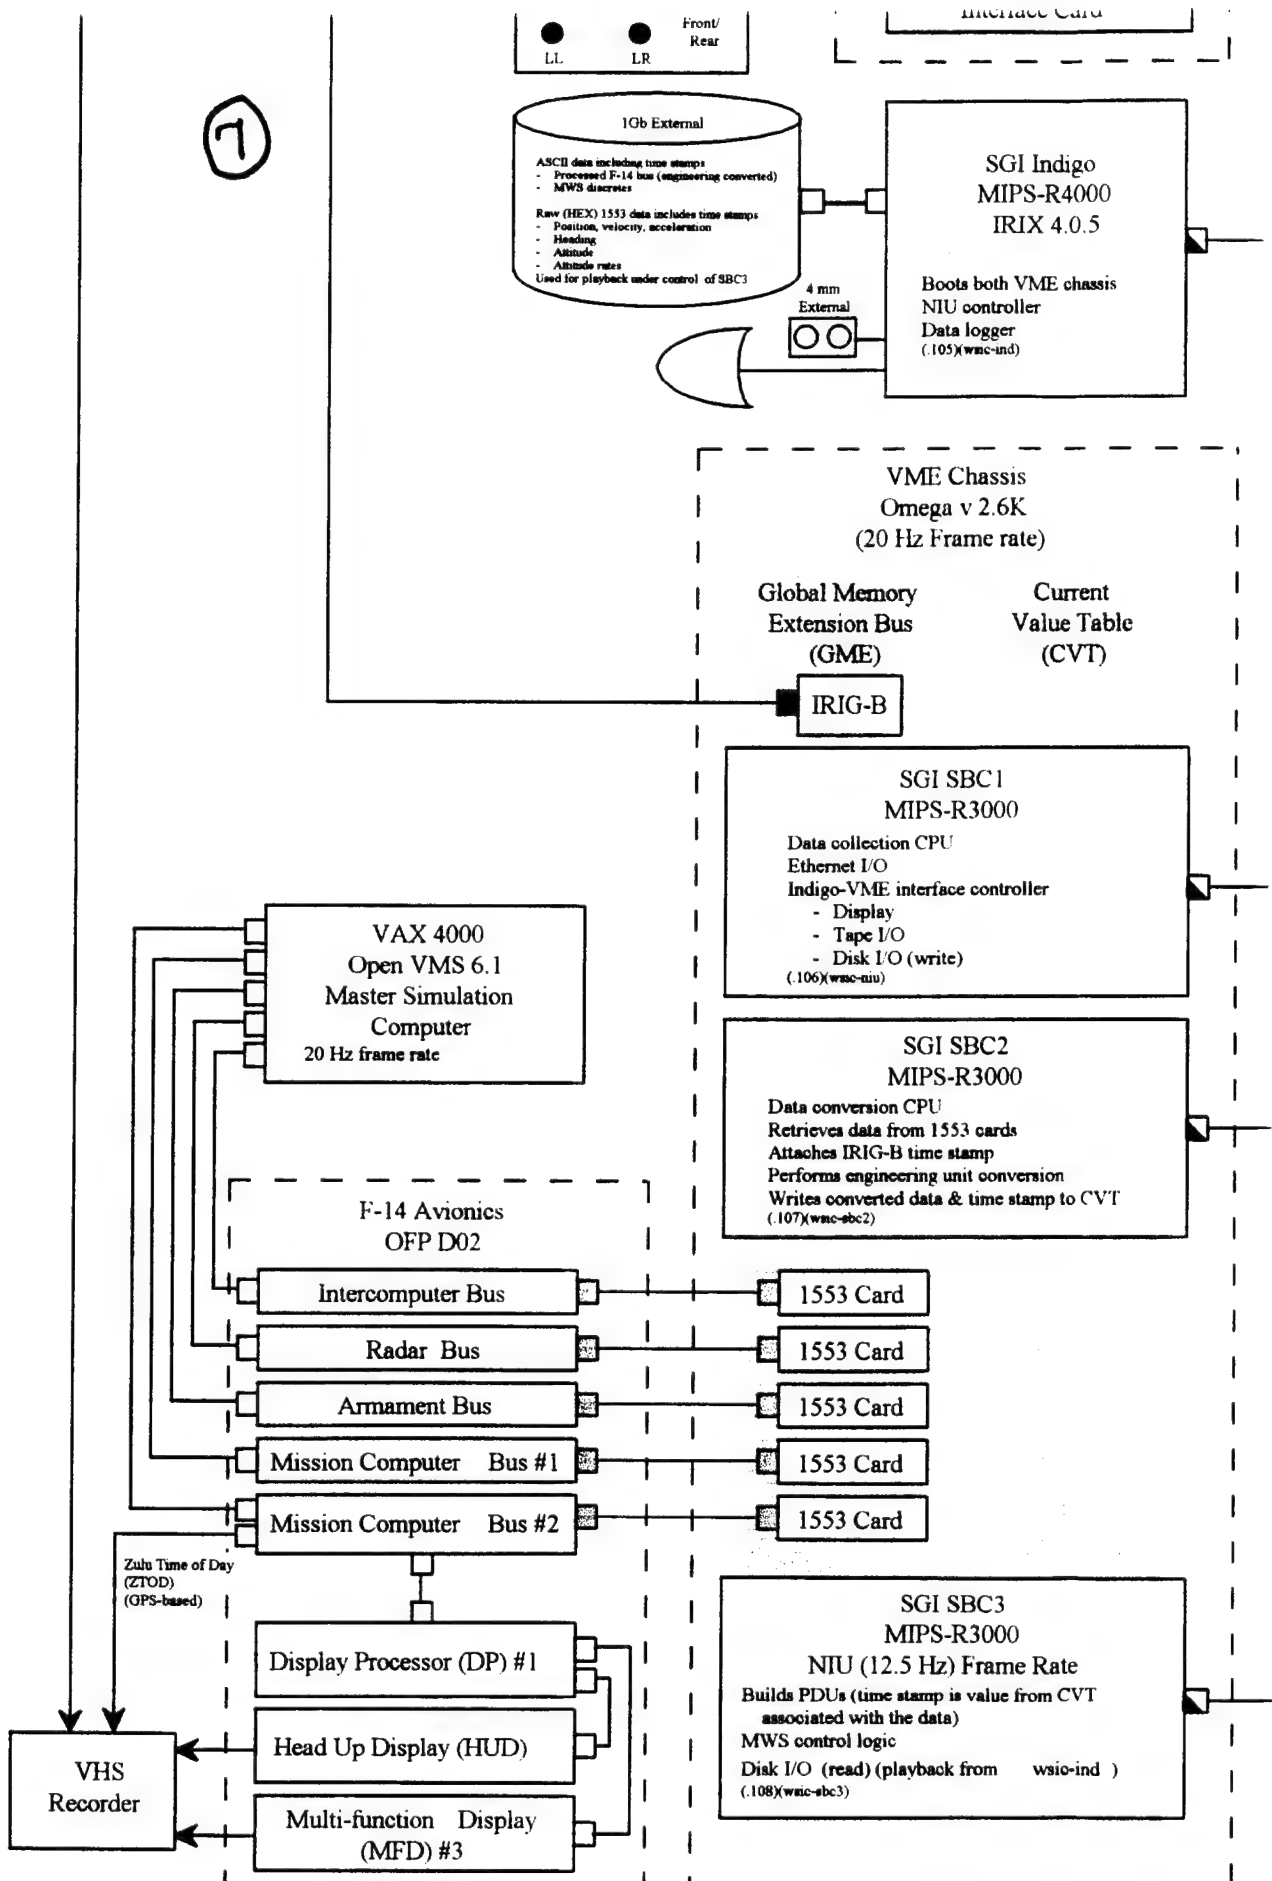 Interface Card
Front/
Rear
LL
LR
7
1Gb External
ASCII data including time stamps
- Processed F-14 bus (engineering converted)
- MWS discretes
Raw (HEX) 1553 data includes time stamps
- Position, velocity, acceleration
- Heading
- Attitude
- Attitude rates
Used for playback under control of SBC3
SGI Indigo
MIPS-R4000
IRIX 4.0.5
Boots both VME chassis
NIU controller
Data logger
(.105)(wsic-ind)
4 mm
External
VME Chassis
Omega v 2.6K
(20 Hz Frame rate)
Global Memory
Extension Bus
(GME)
Current
Value Table
(CVT)
IRIG-B
SGI SBC1
MIPS-R3000
Data collection CPU
Ethernet I/O
Indigo-VME interface controller
- Display
- Tape I/O
- Disk I/O (write)
(.106)(wsic-niu)
VAX 4000
Open VMS 6.1
Master Simulation
Computer
20 Hz frame rate
SGI SBC2
MIPS-R3000
Data conversion CPU
Retrieves data from 1553 cards
Attaches IRIG-B time stamp
Performs engineering unit conversion
Writes converted data & time stamp to CVT
(.107)(wsic-sbc2)
F-14 Avionics
OFP D02
Intercomputer Bus
1553 Card
Radar Bus
1553 Card
Armament Bus
1553 Card
Mission Computer Bus #1
1553 Card
Mission Computer Bus #2
1553 Card
Zulu Time of Day
(ZTOD)
(GPS-based)
SGI SBC3
MIPS-R3000
NIU (12.5 Hz) Frame Rate
Builds PDUs (time stamp is value from CVT
associated with the data)
MWS control logic
Disk I/O (read) (playback from wsic-ind )
(.108)(wsic-sbc3)
Display Processor (DP) #1
Head Up Display (HUD)
VHS
Recorder
Multi-function Display
(MFD) #3